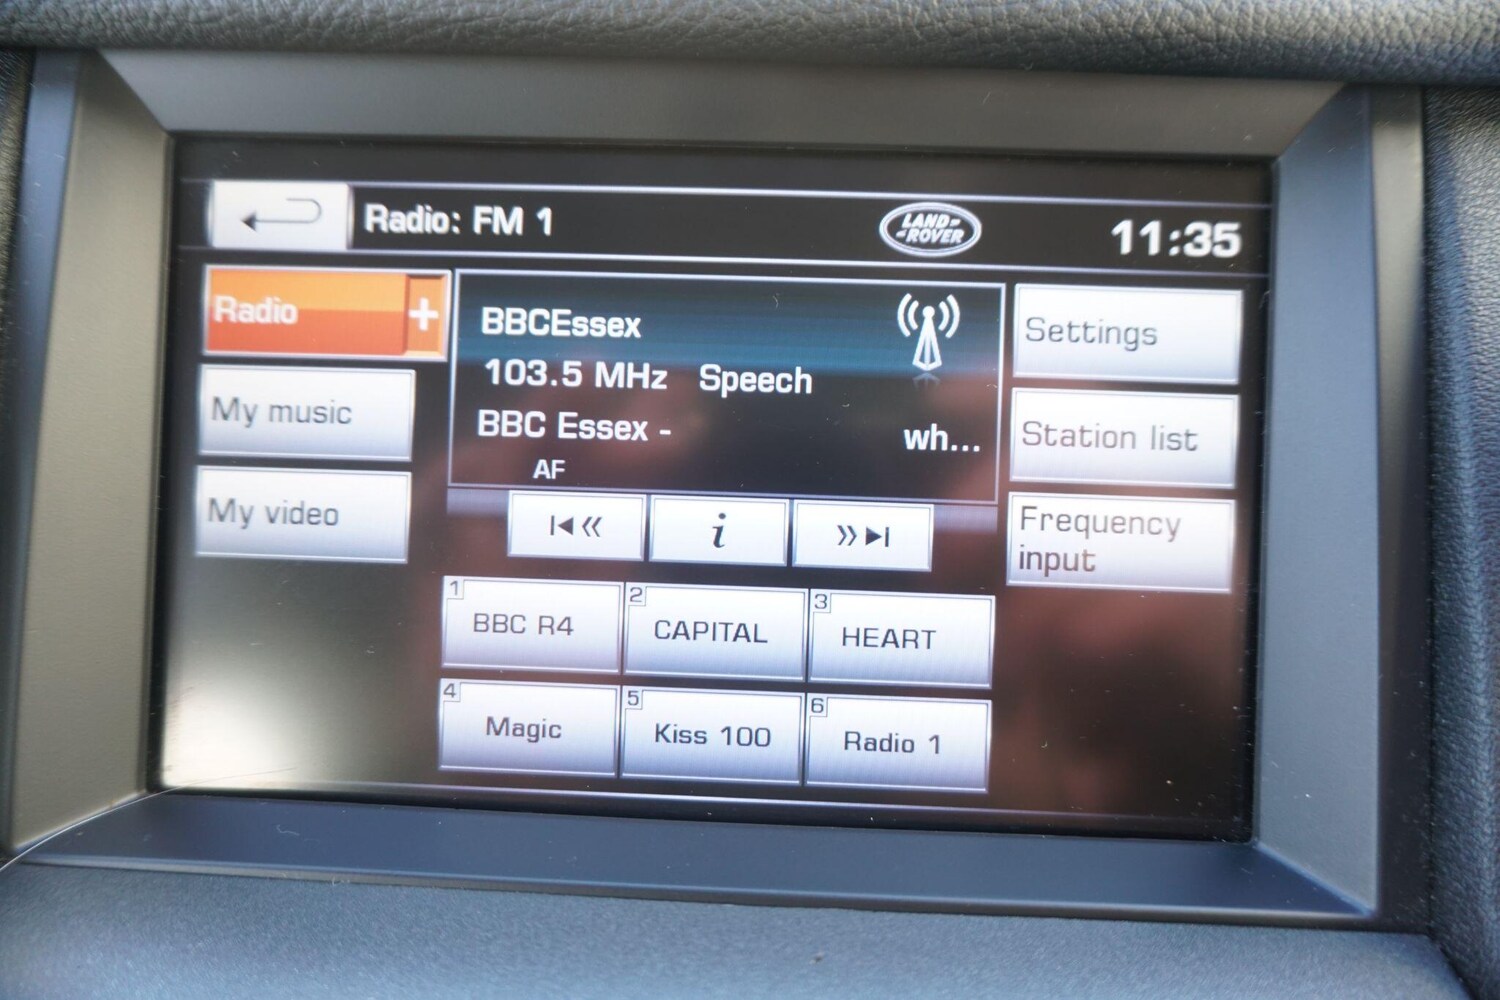 Radio: FM 1
LAND-
-ROVER
11:35
Radio +
My music
My video
BBCEssex
103.5 MHz Speech
BBC Essex - wh...
AF
i
Settings
Station list
Frequency
input
1
BBC R4
2
CAPITAL
3
HEART
4
Magic
5
Kiss 100
6
Radio 1